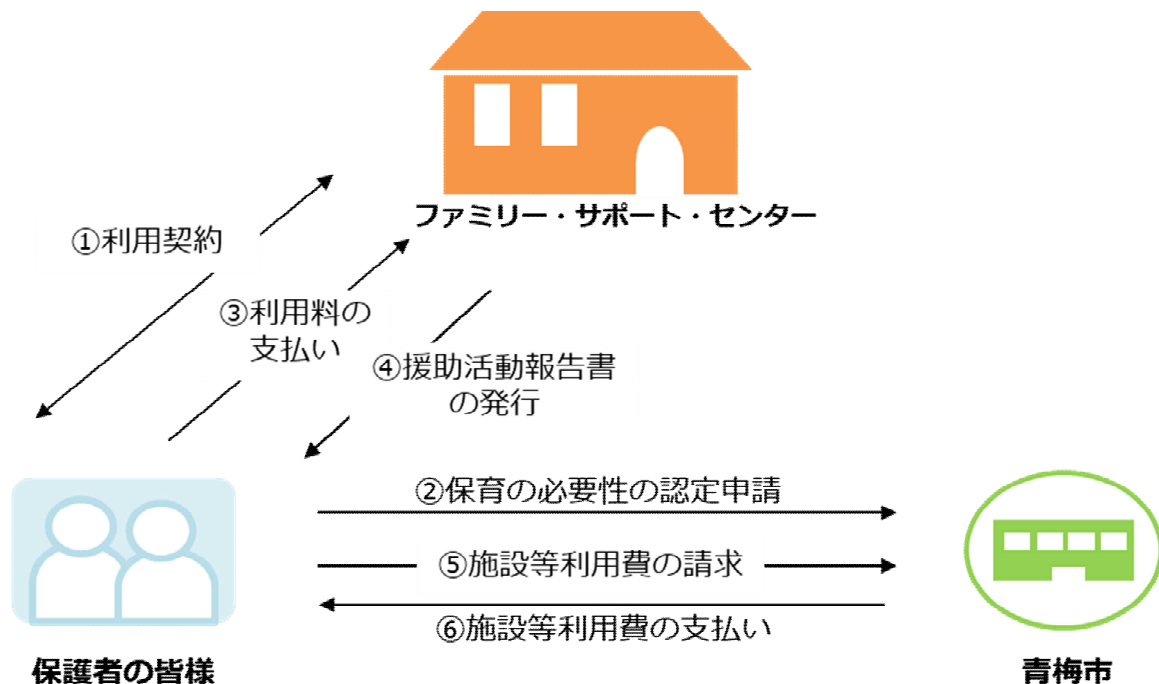 ファミリー・サポート・センター
①利用契約
③利用料の
支払い
④援助活動報告書
の発行
②保育の必要性の認定申請
⑤施設等利用費の請求
⑥施設等利用費の支払い
保護者の皆様
青梅市